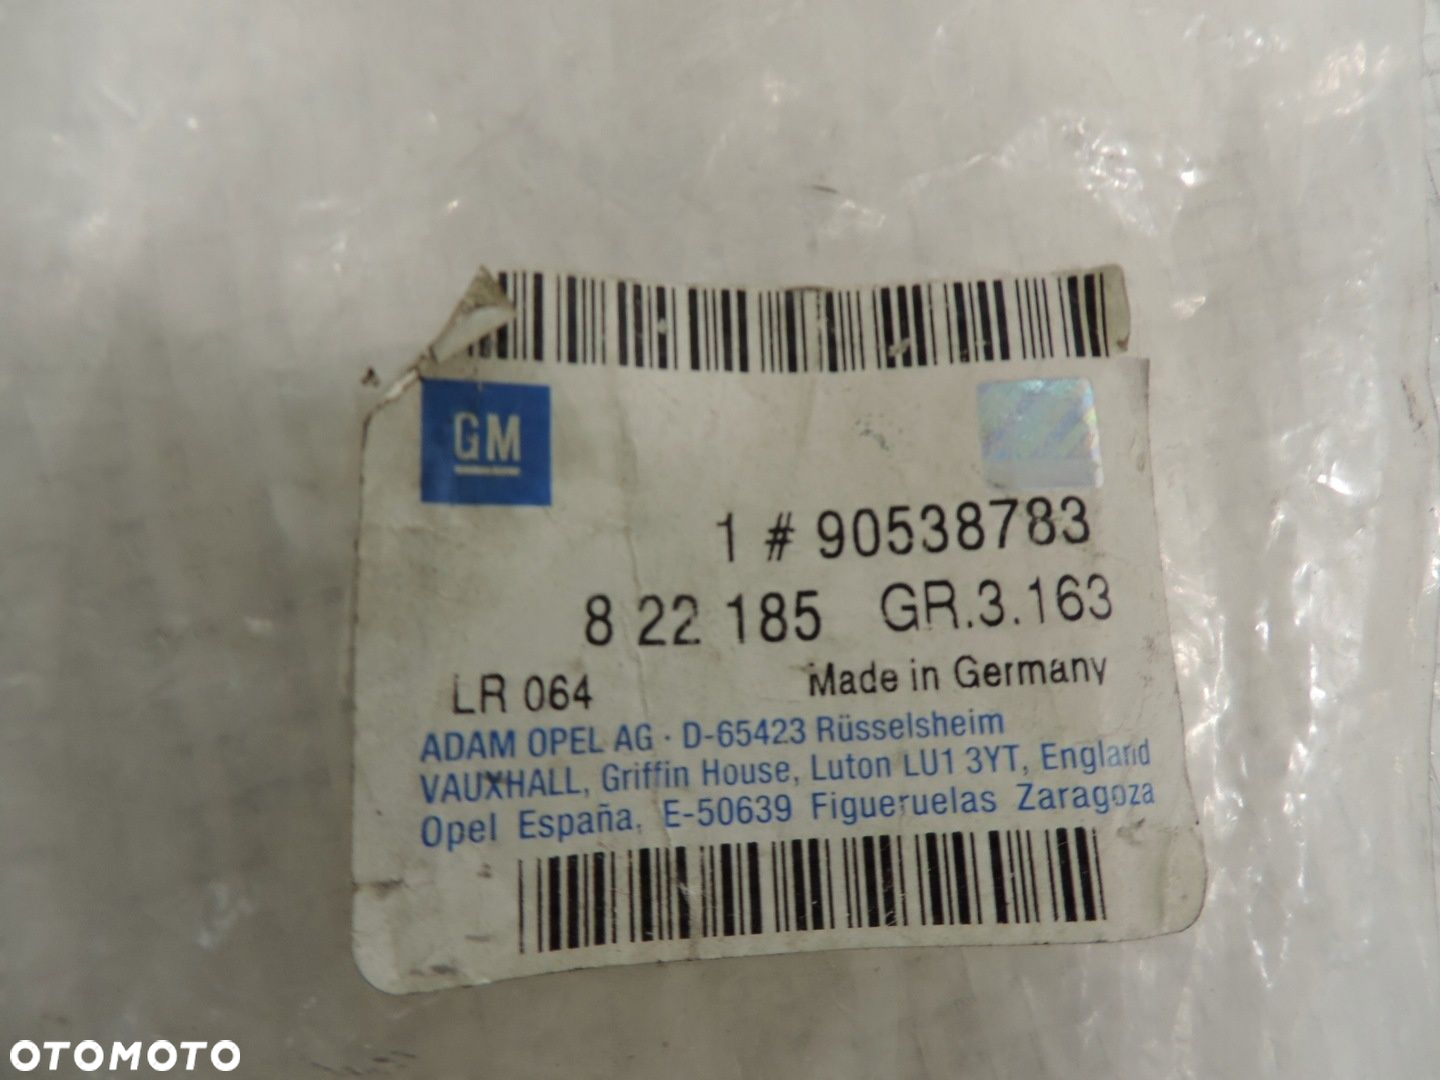 GM
1 # 90538783
8 22 185 GR.3.163
LR 064 Made in Germany
ADAM OPEL AG · D-65423 Rüsselsheim
VAUXHALL, Griffin House, Luton LU1 3YT, England
Opel España, E-50639 Figueruelas Zaragoza
OTOMOTO